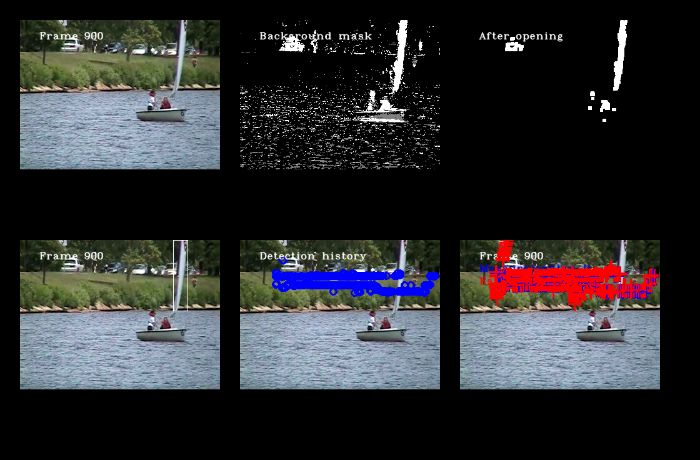 Frame 900
Background mask
After opening
Frame 900
Detection history
Frame 900